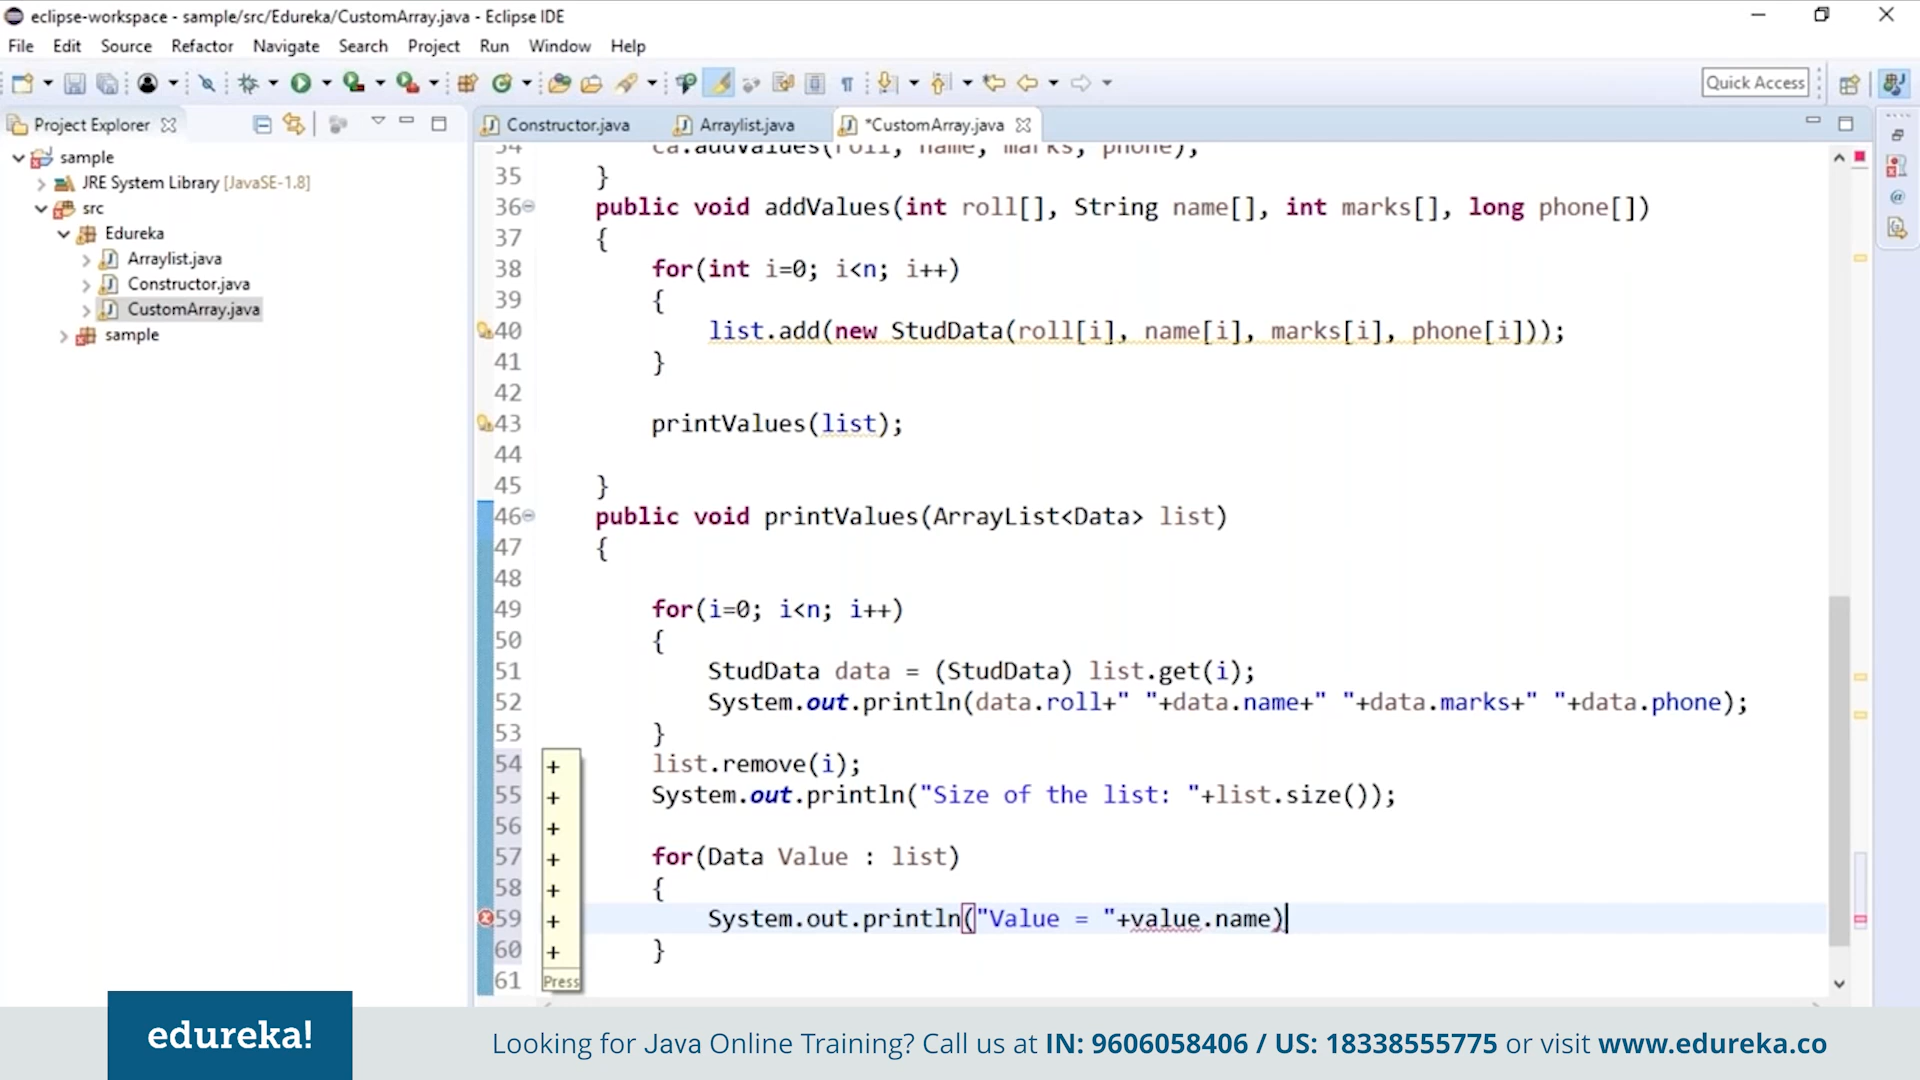 eclipse-workspace - sample/src/Edureka/CustomArray.java - Eclipse IDE
File Edit Source Refactor Navigate Search Project Run Window Help
Quick Access
Project Explorer
Constructor.java Arraylist.java *CustomArray.java
sample
JRE System Library [JavaSE-1.8]
src
Edureka
Arraylist.java
Constructor.java
CustomArray.java
sample
34 ca.addValues(roll, name, marks, phone);
35 }
36 public void addValues(int roll[], String name[], int marks[], long phone[])
37 {
38 for(int i=0; i<n; i++)
39 {
40 list.add(new StudData(roll[i], name[i], marks[i], phone[i]));
41 }
42
43 printValues(list);
44
45 }
46 public void printValues(ArrayList<Data> list)
47 {
48
49 for(i=0; i<n; i++)
50 {
51 StudData data = (StudData) list.get(i);
52 System.out.println(data.roll+" "+data.name+" "+data.marks+" "+data.phone);
53 }
54 + list.remove(i);
55 + System.out.println("Size of the list: "+list.size());
56 +
57 + for(Data Value : list)
58 + {
59 + System.out.println("Value = "+value.name)
60 + }
61 Press
edureka!
Looking for Java Online Training? Call us at IN: 9606058406 / US: 18338555775 or visit www.edureka.co